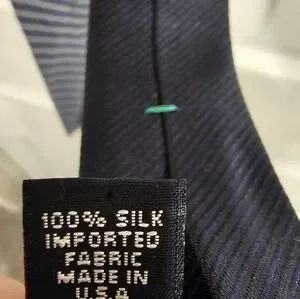 100% SILK
IMPORTED
FABRIC
MADE IN
U.S.A